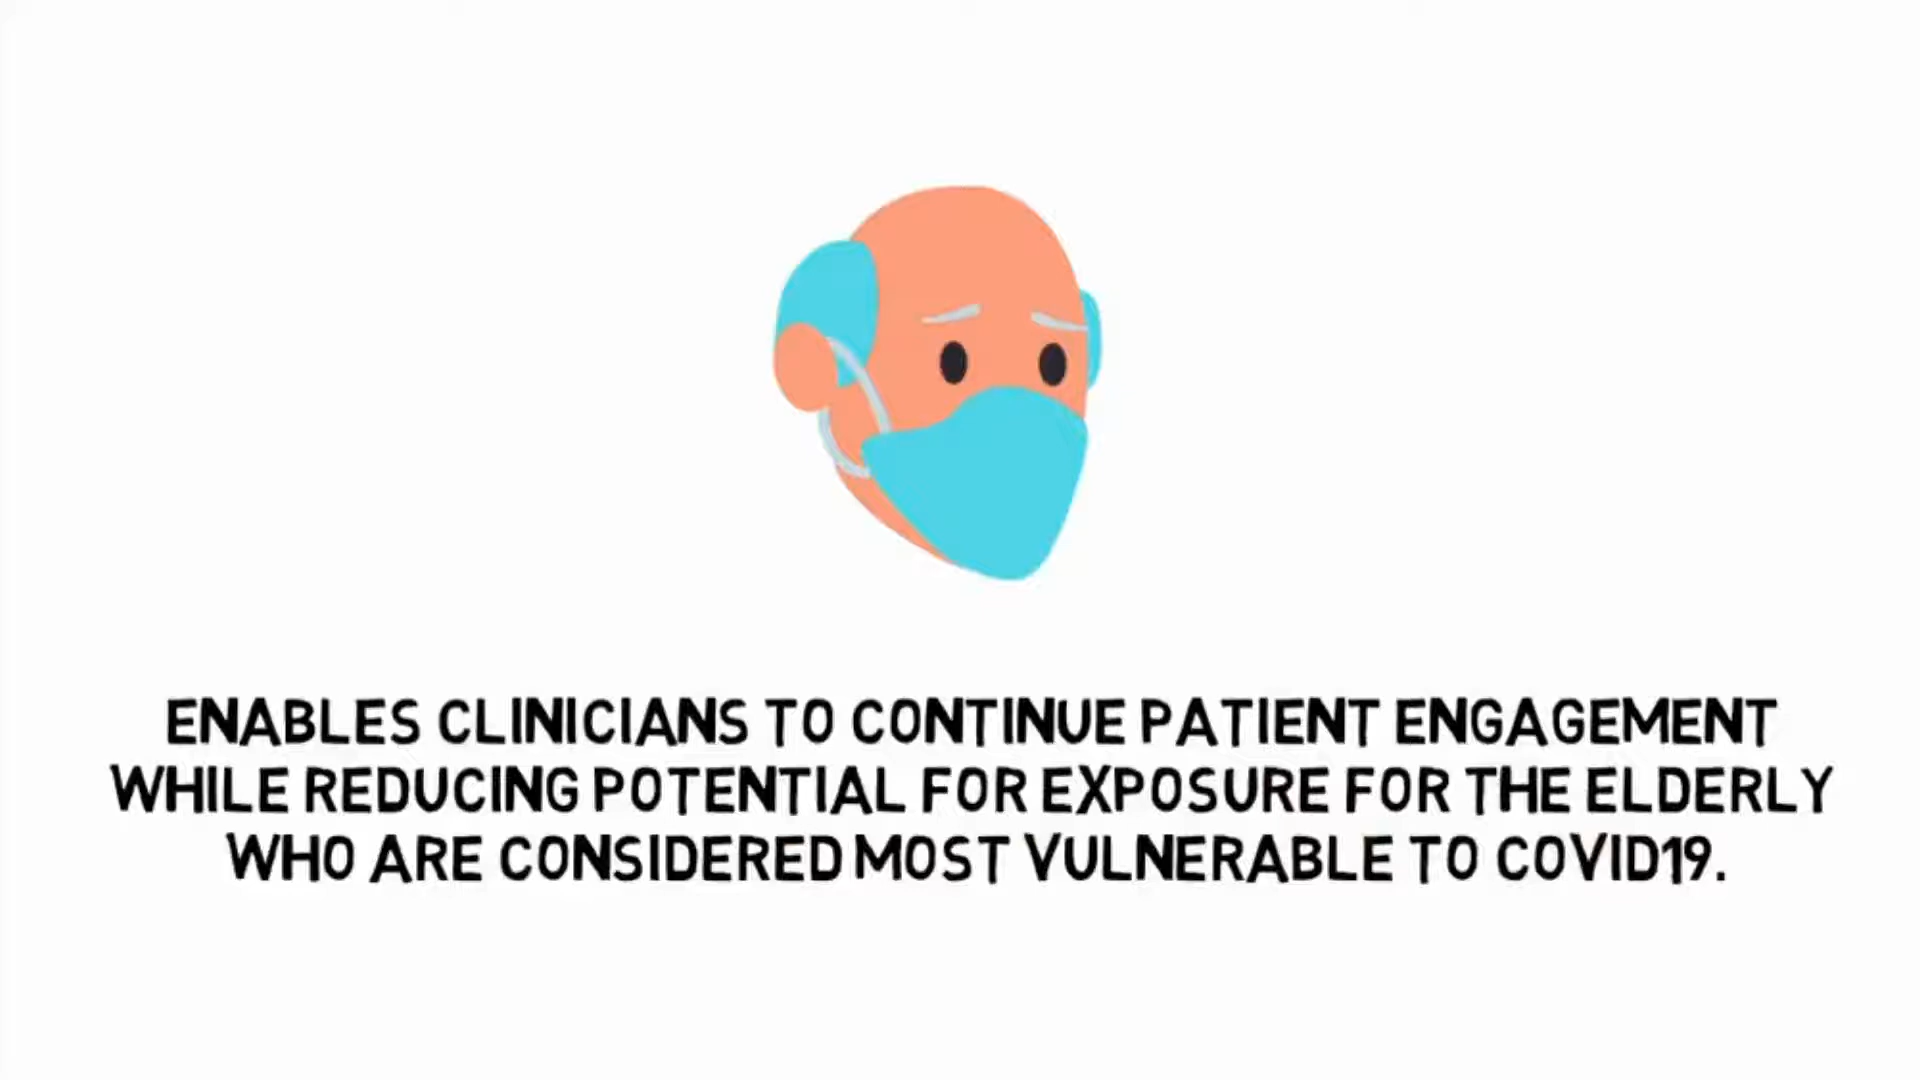 ENABLES CLINICIANS TO CONTINUE PATIENT ENGAGEMENT
WHILE REDUCING POTENTIAL FOR EXPOSURE FOR THE ELDERLY
WHO ARE CONSIDERED MOST VULNERABLE TO COVID19.